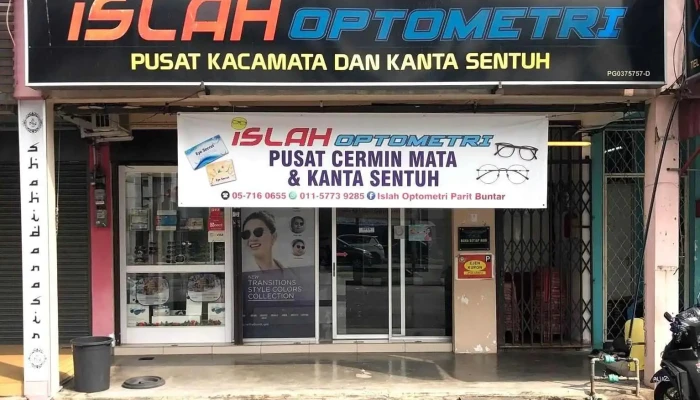 ISLAH OPTOMETRI
PUSAT KACAMATA DAN KANTA SENTUH
PG0375757-D
ISLAH OPTOMETRI
PUSAT CERMIN MATA
& KANTA SENTUH
05-716 0655 011-5773 9285 Islah Optometri Parit Buntar
TRANSITIONS
STYLE COLORS
COLLECTION